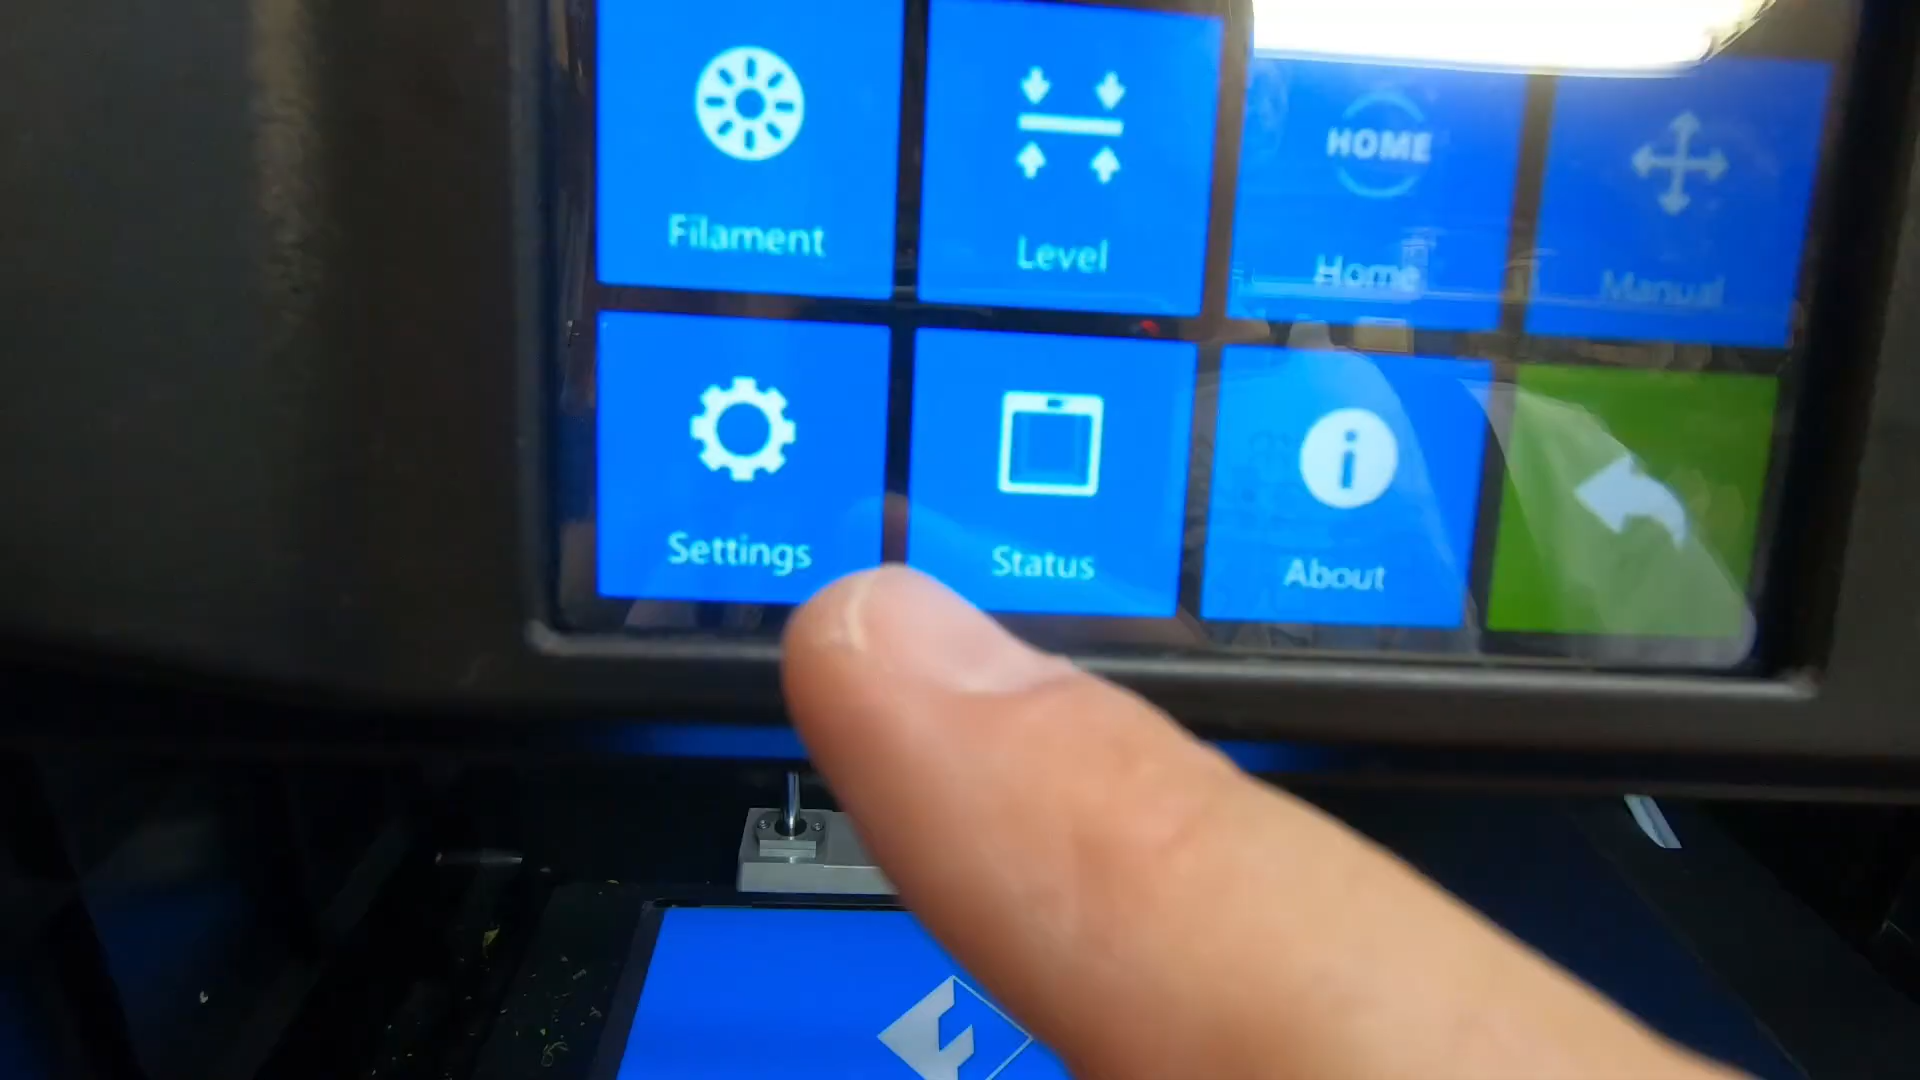 HOME
Filament
Level
Home
Manual
Settings
Status
About